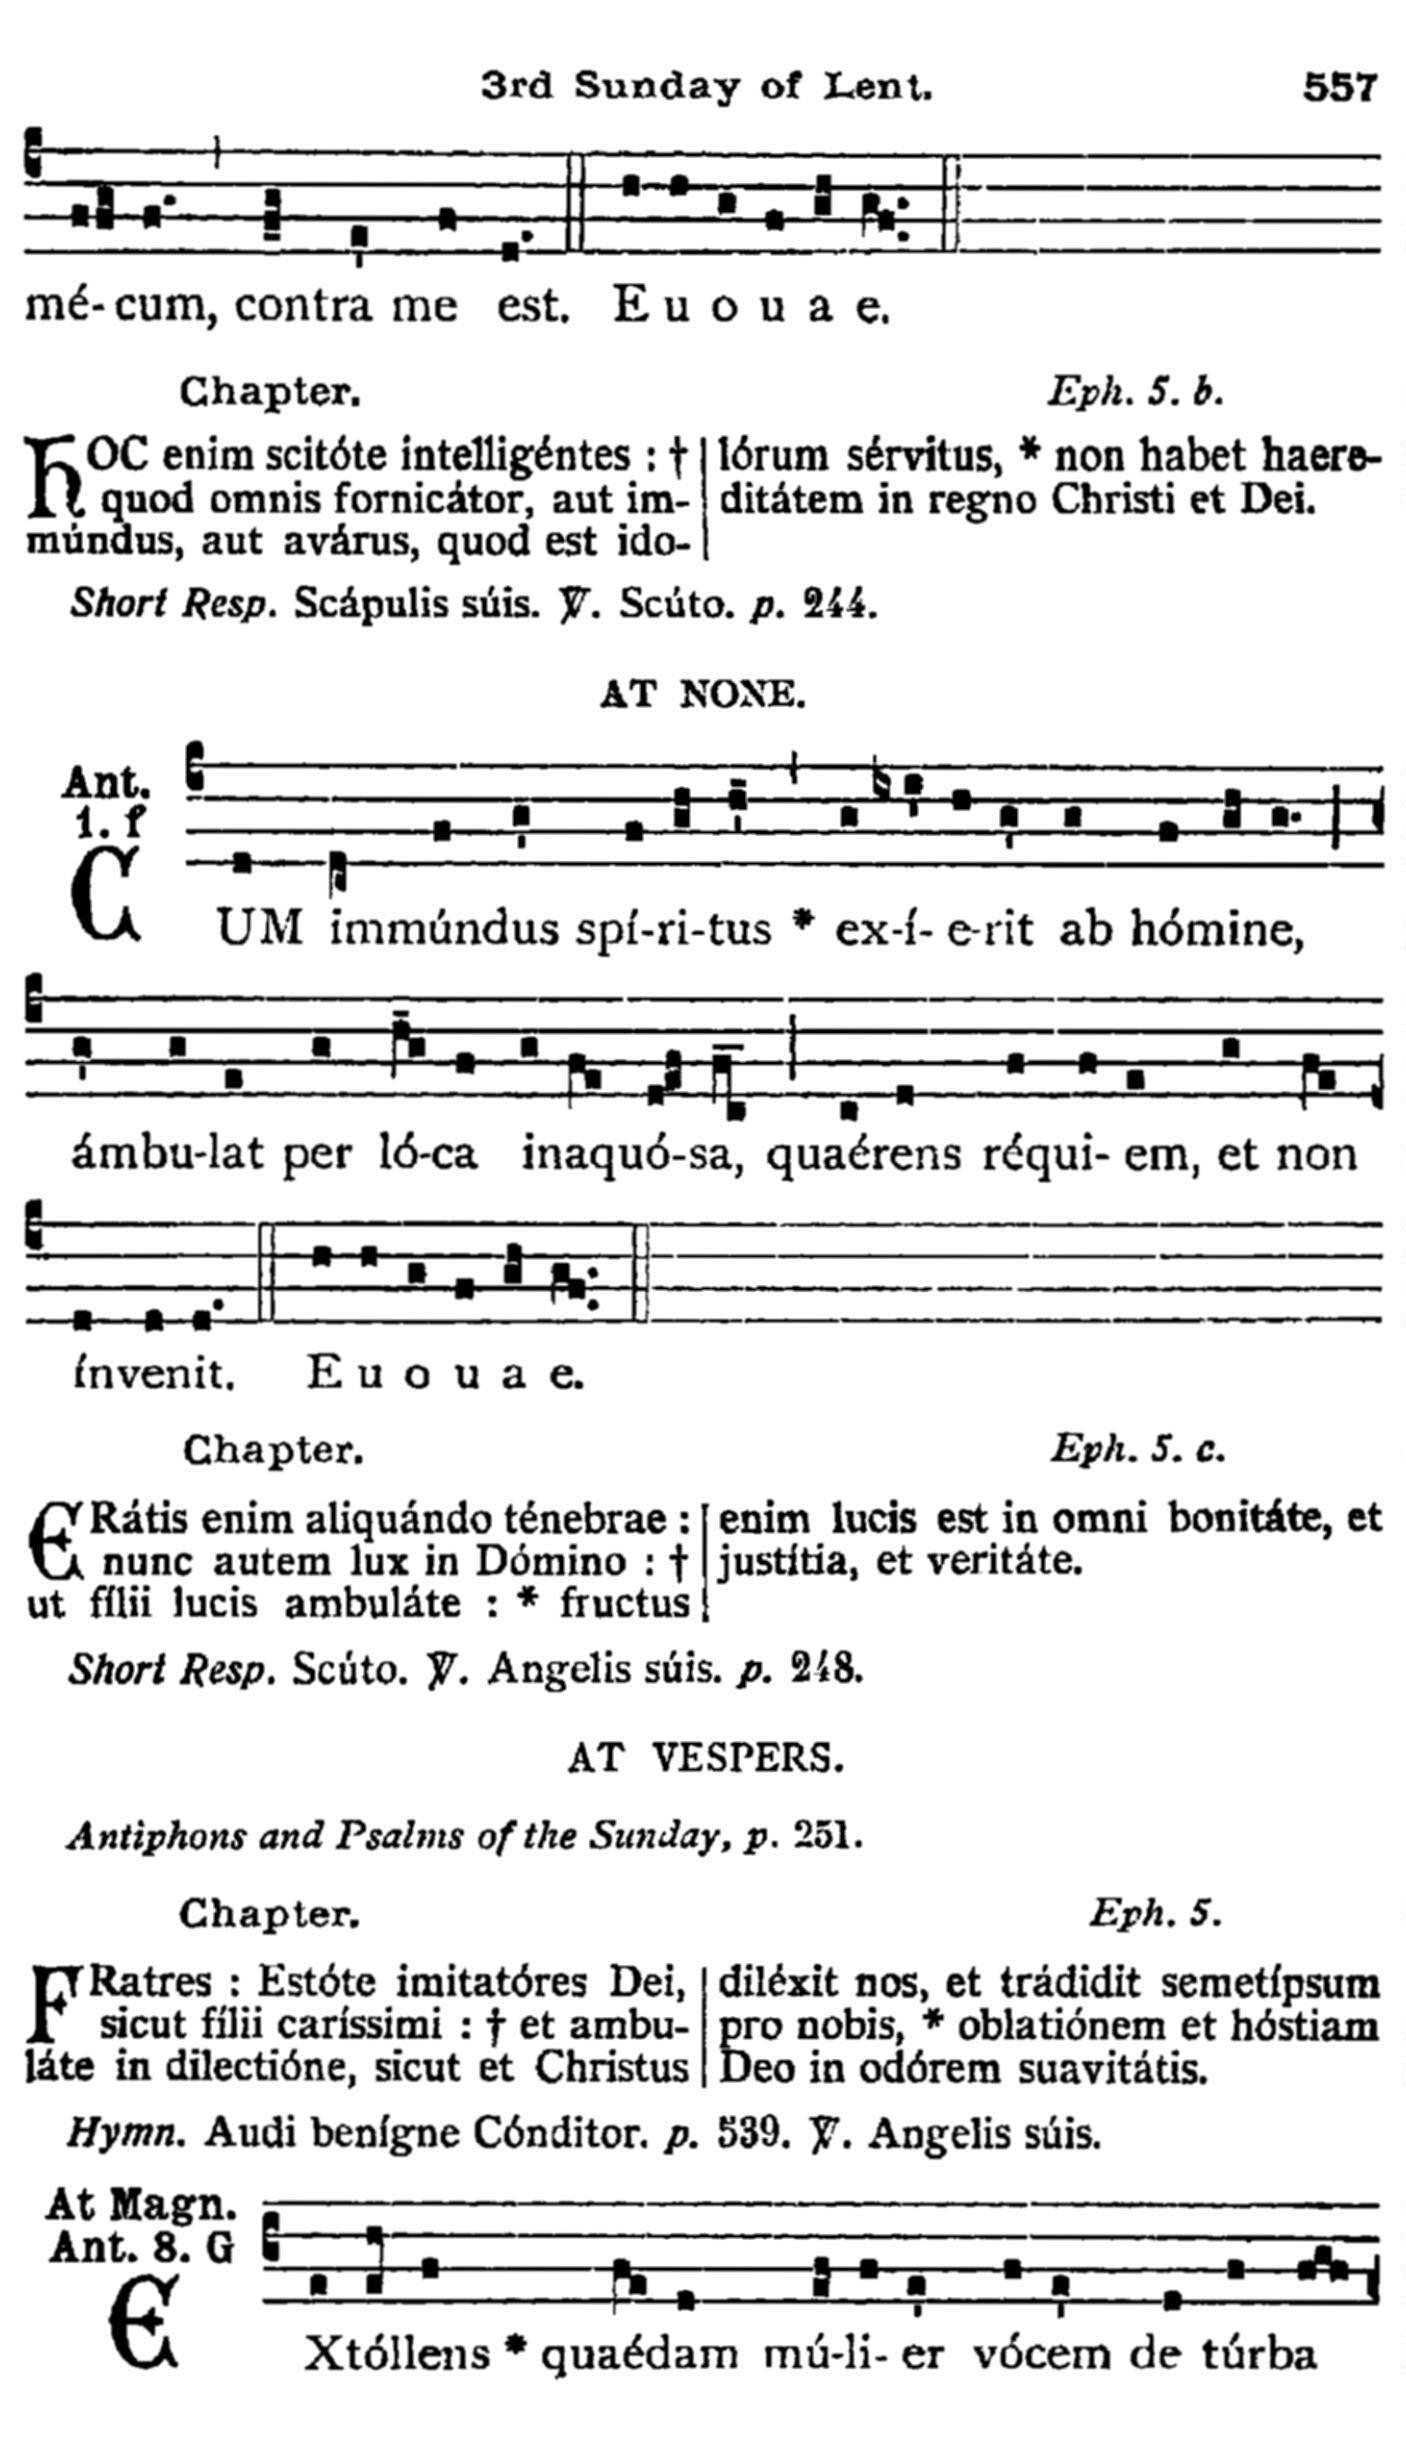 3rd Sunday of Lent. 557
mé-cum, contra me est. E u o u a e.
Chapter. Eph. 5. b.
HOC enim scitóte intelligéntes : †
quod omnis fornicátor, aut im-
múndus, aut avárus, quod est ido-
lórum sérvitus, * non habet haere-
ditátem in regno Christi et Dei.
Short Resp. Scápulis súis. ℣. Scúto. p. 244.
AT NONE.
Ant.
1. f
CUM immúndus spí-ri-tus * ex-í- e-rit ab hómine,
ámbu-lat per ló-ca inaquó-sa, quaérens réqui- em, et non
ínvenit. E u o u a e.
Chapter. Eph. 5. c.
ERátis enim aliquándo ténebrae :
nunc autem lux in Dómino : †
ut fílii lucis ambuláte : * fructus
enim lucis est in omni bonitáte, et
justítia, et veritáte.
Short Resp. Scúto. ℣. Angelis súis. p. 248.
AT VESPERS.
Antiphons and Psalms of the Sunday, p. 251.
Chapter. Eph. 5.
FRatres : Estóte imitatóres Dei,
sicut fílii caríssimi : † et ambu-
láte in dilectióne, sicut et Christus
diléxit nos, et trádidit semetípsum
pro nobis, * oblatiónem et hóstiam
Deo in odórem suavitátis.
Hymn. Audi benígne Cónditor. p. 539. ℣. Angelis súis.
At Magn.
Ant. 8. G
EXtóllens * quaédam mú-li- er vócem de túrba